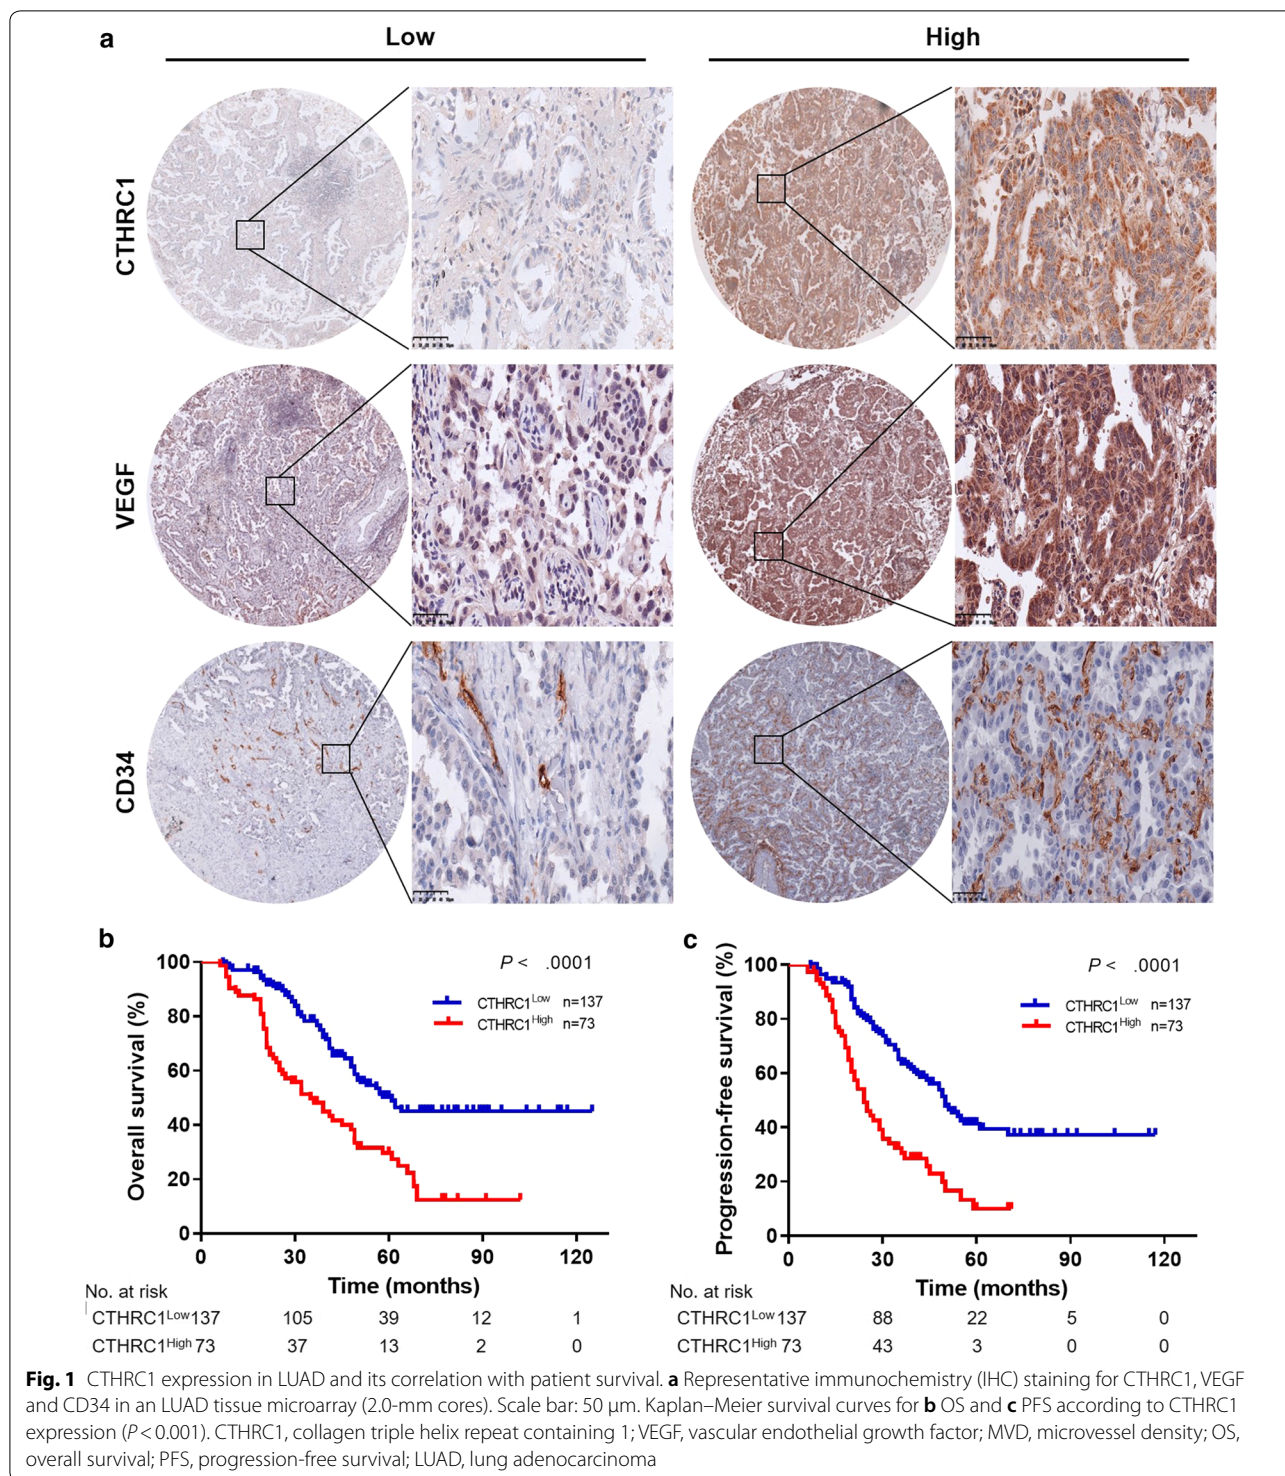 a
Low
High
CTHRC1
VEGF
CD34
b
P < .0001
CTHRC1Low n=137
CTHRC1High n=73
Overall survival (%)
100
80
60
40
20
0
0 30 60 90 120
Time (months)
No. at risk
CTHRC1Low 137 105 39 12 1
CTHRC1High 73 37 13 2 0
c
P < .0001
CTHRC1Low n=137
CTHRC1High n=73
Progression-free survival (%)
100
80
60
40
20
0
0 30 60 90 120
Time (months)
No. at risk
CTHRC1Low 137 88 22 5 0
CTHRC1High 73 43 3 0 0
Fig. 1 CTHRC1 expression in LUAD and its correlation with patient survival. a Representative immunochemistry (IHC) staining for CTHRC1, VEGF
and CD34 in an LUAD tissue microarray (2.0-mm cores). Scale bar: 50 µm. Kaplan–Meier survival curves for b OS and c PFS according to CTHRC1
expression (P < 0.001). CTHRC1, collagen triple helix repeat containing 1; VEGF, vascular endothelial growth factor; MVD, microvessel density; OS,
overall survival; PFS, progression-free survival; LUAD, lung adenocarcinoma